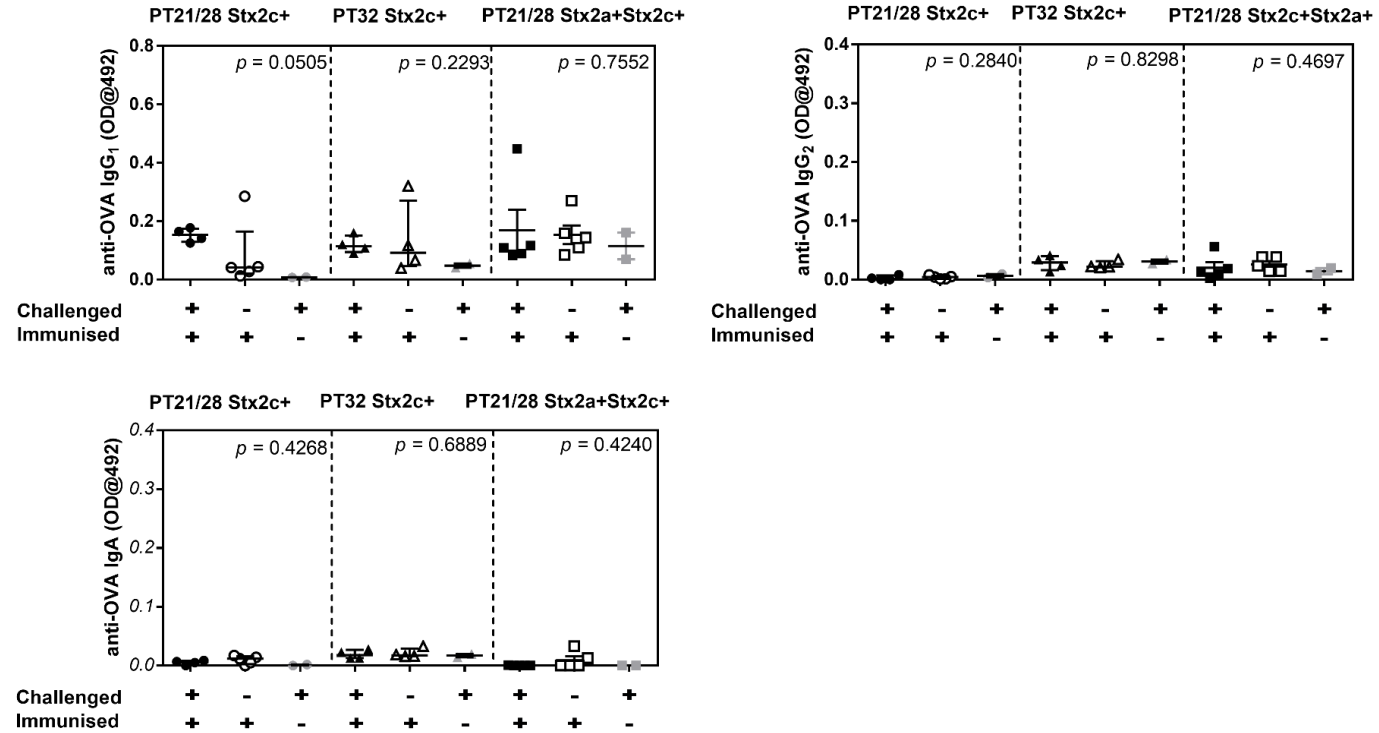 PT21/28 Stx2c+ PT32 Stx2c+ PT21/28 Stx2a+Stx2c+
p = 0.0505 p = 0.2293 p = 0.7552
anti-OVA IgG1 (OD@492)
0.8
0.6
0.4
0.2
0.0
Challenged + - + + - + + - +
Immunised + + - + + - + + -
PT21/28 Stx2c+ PT32 Stx2c+ PT21/28 Stx2c+Stx2a+
p = 0.2840 p = 0.8298 p = 0.4697
anti-OVA IgG2 (OD@492)
0.4
0.3
0.2
0.1
0.0
Challenged + - + + - + + - +
Immunised + + - + + - + + -
PT21/28 Stx2c+ PT32 Stx2c+ PT21/28 Stx2a+Stx2c+
p = 0.4268 p = 0.6889 p = 0.4240
anti-OVA IgA (OD@492)
0.4
0.3
0.2
0.1
0.0
Challenged + - + + - + + - +
Immunised + + - + + - + + -